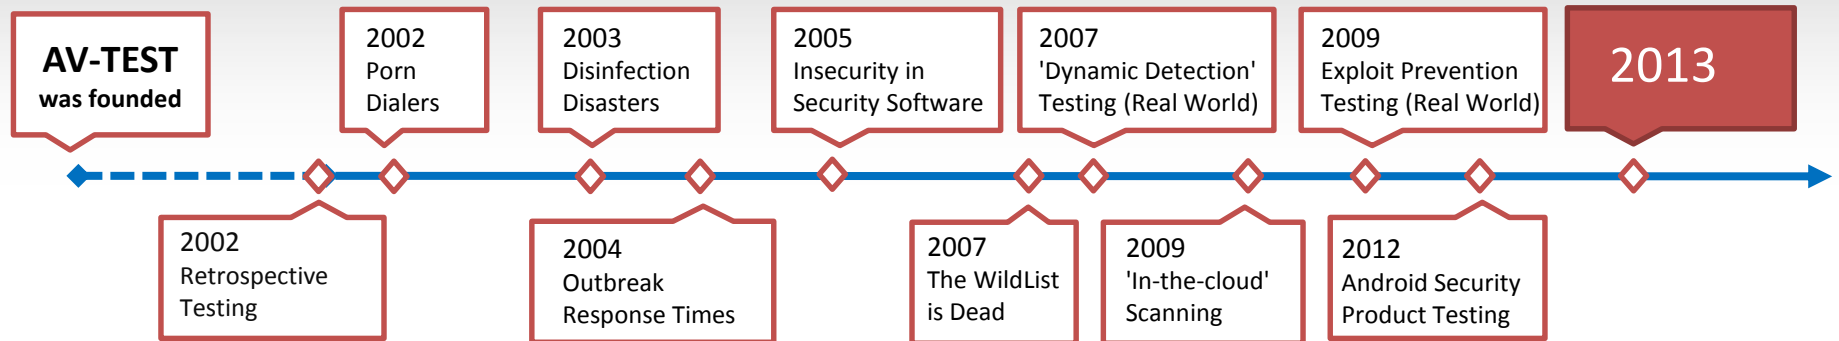 AV-TEST
was founded
2002
Porn
Dialers
2003
Disinfection
Disasters
2005
Insecurity in
Security Software
2007
'Dynamic Detection'
Testing (Real World)
2009
Exploit Prevention
Testing (Real World)
2013
2002
Retrospective
Testing
2004
Outbreak
Response Times
2007
The WildList
is Dead
2009
'In-the-cloud'
Scanning
2012
Android Security
Product Testing